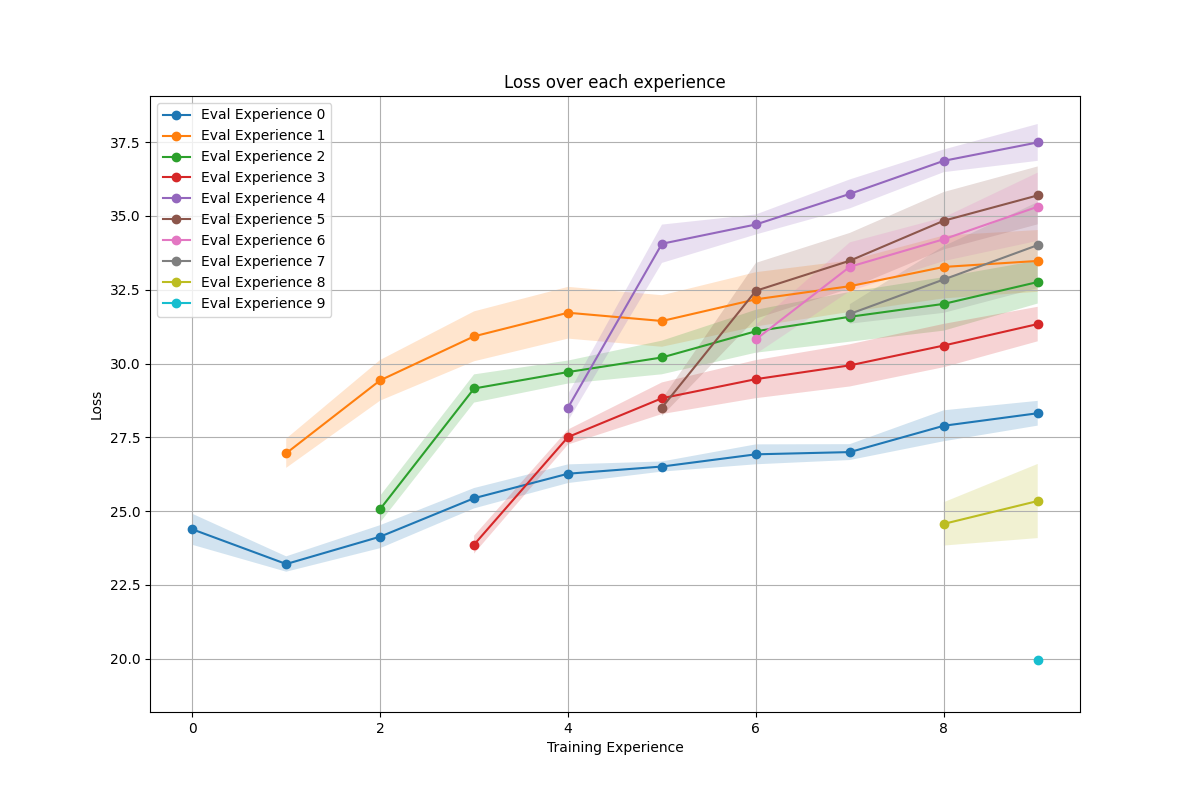 Loss over each experience
Eval Experience 0
Eval Experience 1
Eval Experience 2
Eval Experience 3
Eval Experience 4
Eval Experience 5
Eval Experience 6
Eval Experience 7
Eval Experience 8
Eval Experience 9
37.5
35.0
32.5
30.0
27.5
25.0
22.5
20.0
Loss
0 2 4 6 8
Training Experience